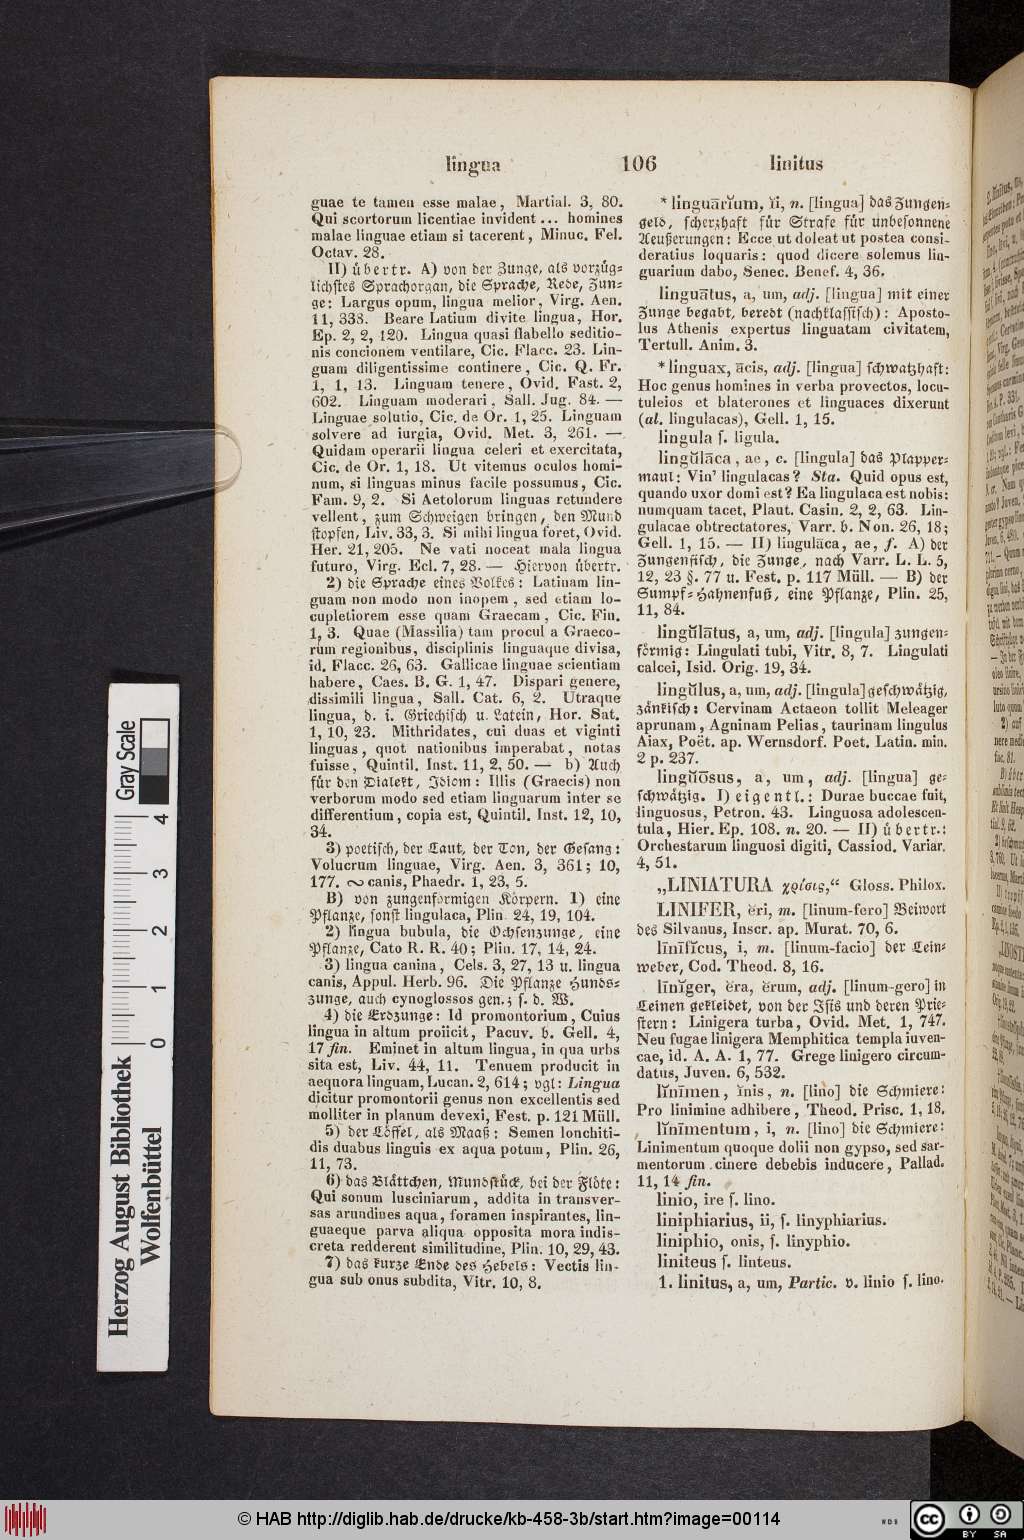 lingua 106 linitus
guae te tamen esse malae, Martial. 3, 80.
Qui scortorum licentiae invident ... homines
malae linguae etiam si tacerent, Minuc. Fel.
Octav. 28.
II) übertr. A) von der Zunge, als vorzüg-
lichstes Sprachorgan, die Sprache, Rede, Zun-
ge: Largus opum, lingua melior, Virg. Aen.
11, 338. Beare Latium divite lingua, Hor.
Ep. 2, 2, 120. Lingua quasi flabello seditio-
nis concionem ventilare, Cic. Flacc. 23. Lin-
guam diligentissime continere, Cic. Q. Fr.
1, 1, 13. Linguam tenere, Ovid. Fast. 2,
602. Linguam moderari, Sall. Jug. 84. —
Linguae solutio, Cic. de Or. 1, 25. Linguam
solvere ad iurgia, Ovid. Met. 3, 261. —
Quidam operarii lingua celeri et exercitata,
Cic. de Or. 1, 18. Ut vitemus oculos homi-
num, si linguas minus facile possumus, Cic.
Fam. 9, 2. Si Aetolorum linguas retundere
vellent, zum Schweigen bringen, den Mund
stopfen, Liv. 33, 3. Si mihi lingua foret, Ovid.
Her. 21, 205. Ne vati noceat mala lingua
futuro, Virg. Ecl. 7, 28. — Hiervon übertr.
2) die Sprache eines Volkes: Latinam lin-
guam non modo non inopem, sed etiam lo-
cupletiorem esse quam Graecam, Cic. Fin.
1, 3. Quae (Massilia) tam procul a Graeco-
rum regionibus, disciplinis linguaque divisa,
id. Flacc. 26, 63. Gallicae linguae scientiam
habere, Caes. B. G. 1, 47. Dispari genere,
dissimili lingua, Sall. Cat. 6, 2. Utraque
lingua, d. i. Griechisch u. Latein, Hor. Sat.
1, 10, 23. Mithridates, cui duas et viginti
linguas, quot nationibus imperabat, notas
fuisse, Quintil. Inst. 11, 2, 50. — b) Auch
für den Dialekt, Idiom: Illis (Graecis) non
verborum modo sed etiam linguarum inter se
differentium, copia est, Quintil. Inst. 12, 10,
34.
3) poetisch, der Laut, der Ton, der Gesang:
Volucrum linguae, Virg. Aen. 3, 361; 10,
177. ∾ canis, Phaedr. 1, 23, 5.
B) von zungenförmigen Körpern. 1) eine
Pflanze, sonst lingulaca, Plin. 24, 19, 104.
2) lingua bubula, die Ochsenzunge, eine
Pflanze, Cato R. R. 40; Plin. 17, 14, 24.
3) lingua canina, Cels. 3, 27, 13 u. lingua
canis, Appul. Herb. 96. Die Pflanze Hunds-
zunge, auch cynoglossos gen.; s. d. W.
4) die Erdzunge: Id promontorium, Cuius
lingua in altum proiicit, Pacuv. b. Gell. 4,
17 fin. Eminet in altum lingua, in qua urbs
sita est, Liv. 44, 11. Tenuem producit in
aequora linguam, Lucan. 2, 614; vgl: Lingua
dicitur promontorii genus non excellentis sed
molliter in planum devexi, Fest. p. 121 Müll.
5) der Löffel, als Maaß: Semen lonchiti-
dis duabus linguis ex aqua potum, Plin. 26,
11, 73.
6) das Blättchen, Mundstück, bei der Flöte:
Qui sonum lusciniarum, addita in transver-
sas arundines aqua, foramen inspirantes, lin-
guaeque parva aliqua opposita mora indis-
creta redderent similitudine, Plin. 10, 29, 43.
7) das kurze Ende des Hebels: Vectis lin-
gua sub onus subdita, Vitr. 10, 8.
* linguārĭum, ĭi, n. [lingua] das Zungen-
geld, scherzhaft für Strafe für unbesonnene
Aeußerungen: Ecce ut doleat ut postea consi-
deratius loquaris: quod dicere solemus lin-
guarium dabo, Senec. Benef. 4, 36.
linguātus, a, um, adj. [lingua] mit einer
Zunge begabt, beredt (nachklassisch): Aposto-
lus Athenis expertus linguatam civitatem,
Tertull. Anim. 3.
* linguax, ācis, adj. [lingua] schwatzhaft:
Hoc genus homines in verba provectos, locu-
tuleios et blaterones et linguaces dixerunt
(al. lingulacas), Gell. 1, 15.
lingula s. ligula.
lingŭlāca, ae, c. [lingula] das Plapper-
maul: Vin' lingulacas? Sta. Quid opus est,
quando uxor domi est? Ea lingulaca est nobis:
numquam tacet, Plaut. Casin. 2, 2, 63. Lin-
gulacae obtrectatores, Varr. b. Non. 26, 18;
Gell. 1, 15. — II) lingulāca, ae, f. A) der
Zungenfisch, die Zunge, nach Varr. L. L. 5,
12, 23 §. 77 u. Fest. p. 117 Müll. — B) der
Sumpf-Hahnenfuß, eine Pflanze, Plin. 25,
11, 84.
lingŭlātus, a, um, adj. [lingula] zungen-
förmig: Lingulati tubi, Vitr. 8, 7. Lingulati
calcei, Isid. Orig. 19, 34.
lingŭlus, a, um, adj. [lingula] geschwätzig,
zänkisch: Cervinam Actaeon tollit Meleager
aprunam, Agninam Pelias, taurinam lingulus
Aiax, Poët. ap. Wernsdorf. Poet. Latin. min.
2 p. 237.
lingŭōsus, a, um, adj. [lingua] ge-
schwätzig. I) eigentl.: Durae buccae fuit,
linguosus, Petron. 43. Linguosa adolescen-
tula, Hier. Ep. 108. n. 20. — II) übertr.:
Orchestarum linguosi digiti, Cassiod. Variar.
4, 51.
„LINIATURA χρίσις,“ Gloss. Philox.
LINIFER, ĕri, m. [linum-fero] Beiwort
des Silvanus, Inscr. ap. Murat. 70, 6.
līnĭfĭcus, i, m. [linum-facio] der Lein-
weber, Cod. Theod. 8, 16.
līnĭger, ĕra, ĕrum, adj. [linum-gero] in
Leinen gekleidet, von der Isis und deren Prie-
stern: Linigera turba, Ovid. Met. 1, 747.
Neu fugae linigera Memphitica templa iuven-
cae, id. A. A. 1, 77. Grege linigero circum-
datus, Juven. 6, 532.
lĭnīmen, ĭnis, n. [lino] die Schmiere:
Pro linimine adhibere, Theod. Prisc. 1, 18.
lĭnīmentum, i, n. [lino] die Schmiere:
Linimentum quoque dolii non gypso, sed sar-
mentorum cinere debebis inducere, Pallad.
11, 14 fin.
linio, ire s. lino.
liniphiarius, ii, s. linyphiarius.
liniphio, onis, s. linyphio.
liniteus s. linteus.
1. linitus, a, um, Partic. v. linio s. lino.
Herzog August Bibliothek
Wolfenbüttel
Gray Scale
0 1 2 3 4
© HAB http://diglib.hab.de/drucke/kb-458-3b/start.htm?image=00114
WDB
cc BY SA